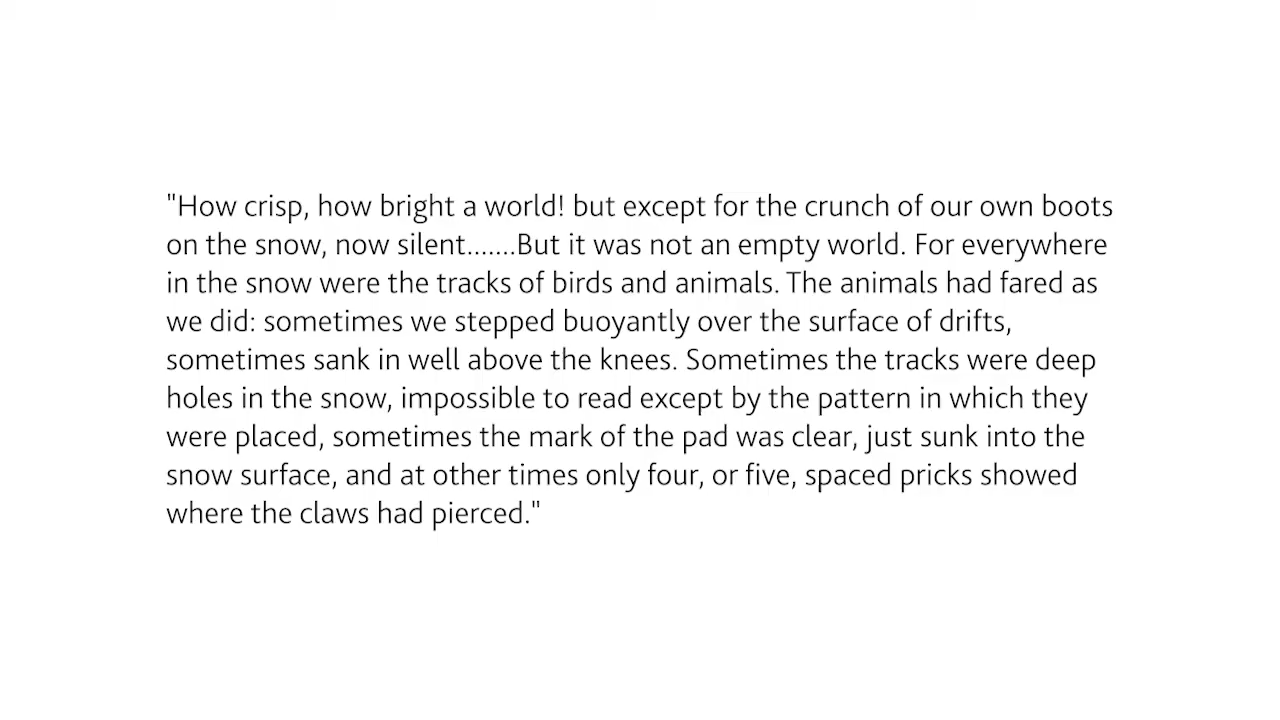 "How crisp, how bright a world! but except for the crunch of our own boots
on the snow, now silent.......But it was not an empty world. For everywhere
in the snow were the tracks of birds and animals. The animals had fared as
we did: sometimes we stepped buoyantly over the surface of drifts,
sometimes sank in well above the knees. Sometimes the tracks were deep
holes in the snow, impossible to read except by the pattern in which they
were placed, sometimes the mark of the pad was clear, just sunk into the
snow surface, and at other times only four, or five, spaced pricks showed
where the claws had pierced."